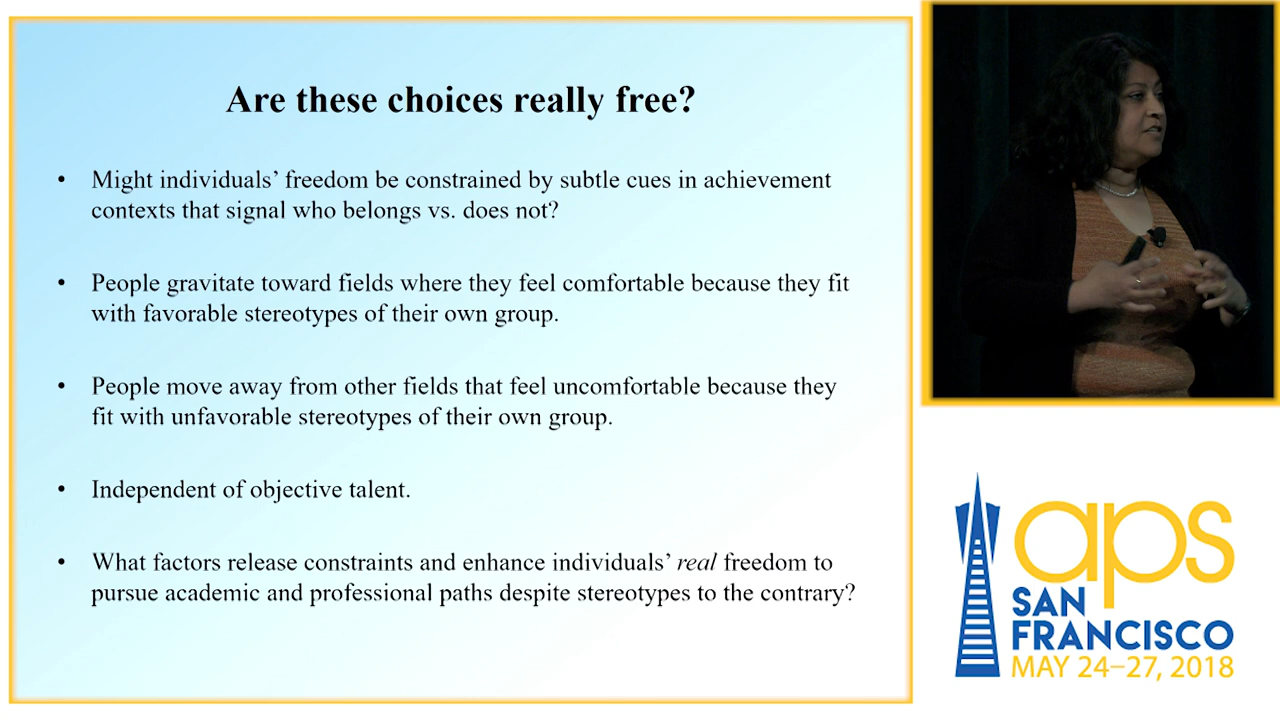 Are these choices really free?
• Might individuals’ freedom be constrained by subtle cues in achievement
contexts that signal who belongs vs. does not?
• People gravitate toward fields where they feel comfortable because they fit
with favorable stereotypes of their own group.
• People move away from other fields that feel uncomfortable because they
fit with unfavorable stereotypes of their own group.
• Independent of objective talent.
• What factors release constraints and enhance individuals’ real freedom to
pursue academic and professional paths despite stereotypes to the contrary?
aps
SAN
FRANCISCO
MAY 24–27, 2018